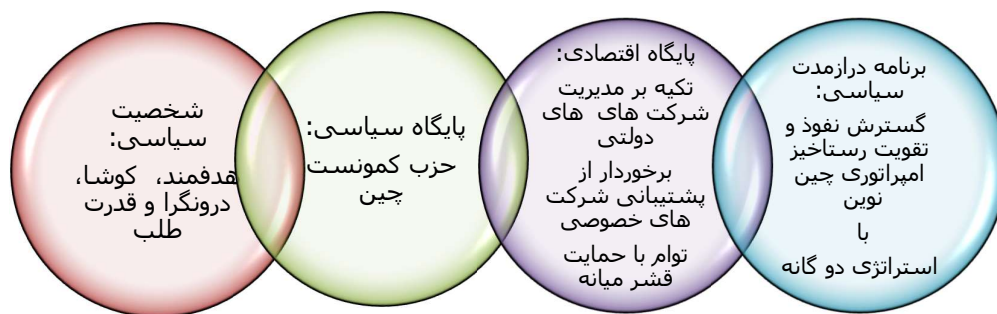 شخصیت
سیاسی:
هدفمند، کوشا،
درونگرا و قدرت
طلب
پایگاه سیاسی:
حزب کمونست
چین
پایگاه اقتصادی:
تکیه بر مدیریت
شرکت های های
دولتی
برخوردار از
پشتیبانی شرکت
های خصوصی
توام با حمایت
قشر میانه
برنامه درازمدت
سیاسی:
گسترش نفوذ و
تقویت رستاخیز
امپراتوری چین
نوین
با
استراتژی دو گانه